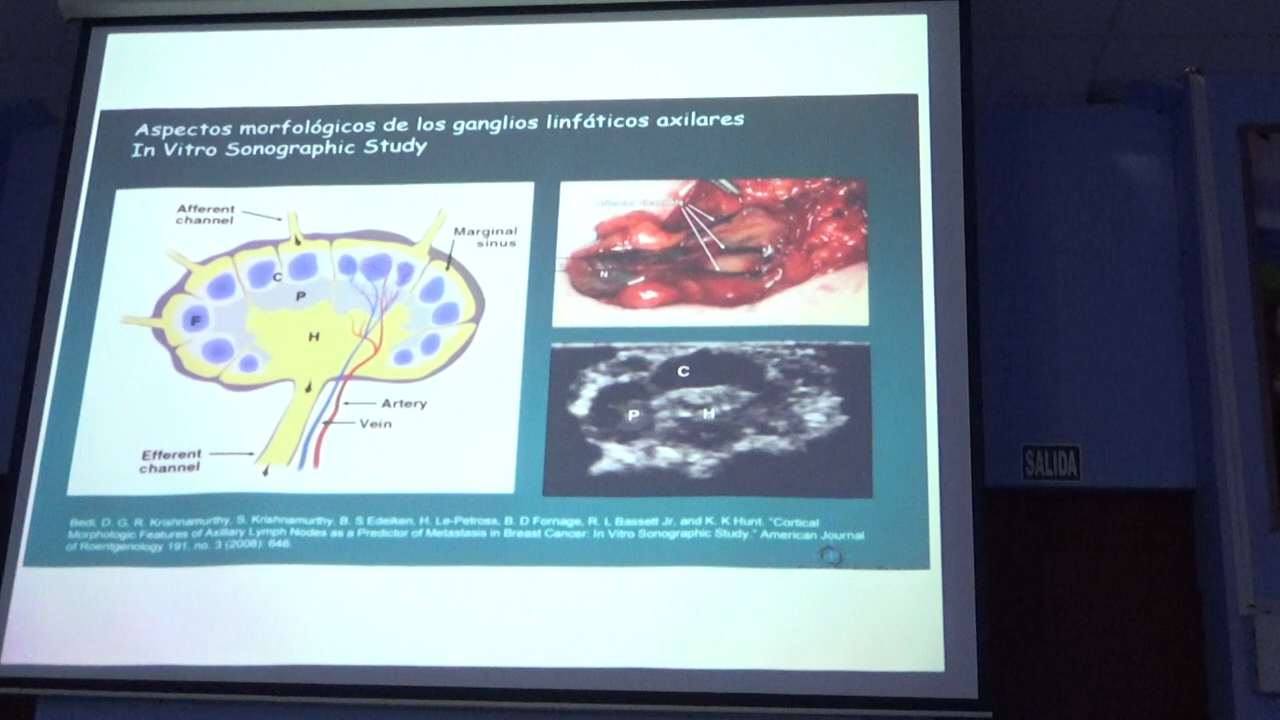 Aspectos morfológicos de los ganglios linfáticos axilares
In Vitro Sonographic Study
Afferent
channel
Marginal
sinus
C
P
F
H
Artery
Vein
Efferent
channel
N
C
P
H
SALIDA
Bedi, D. G, R. Krishnamurthy, S. Krishnamurthy, B. S Edeiken, H. Le-Petross, B. D Fornage, R. L Bassett Jr, and K. K Hunt. "Cortical
Morphologic Features of Axillary Lymph Nodes as a Predictor of Metastasis in Breast Cancer: In Vitro Sonographic Study." American Journal
of Roentgenology 191, no. 3 (2008): 646.